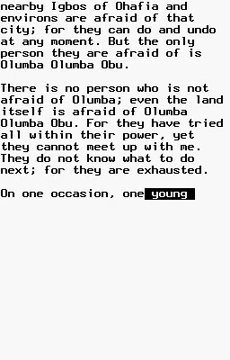 nearby Igbos of Ohafia and
environs are afraid of that
city; for they can do and undo
at any moment. But the only
person they are afraid of is
Olumba Olumba Obu.
There is no person who is not
afraid of Olumba; even the land
itself is afraid of Olumba
Olumba Obu. For they have tried
all within their power, yet
they cannot meet up with me.
They do not know what to do
next; for they are exhausted.
On one occasion, one young